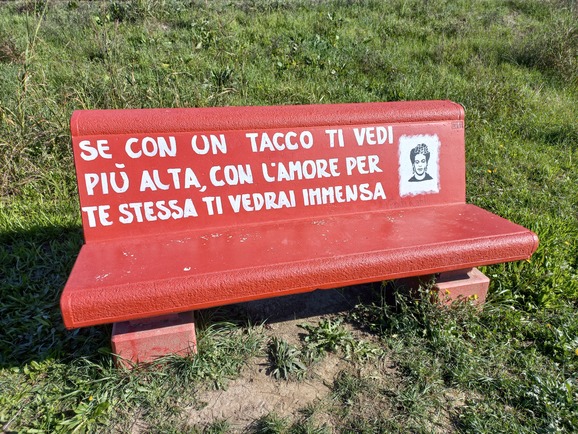 SE CON UN TACCO TI VEDI
PIÙ ALTA, CON L'AMORE PER
TE STESSA TI VEDRAI IMMENSA